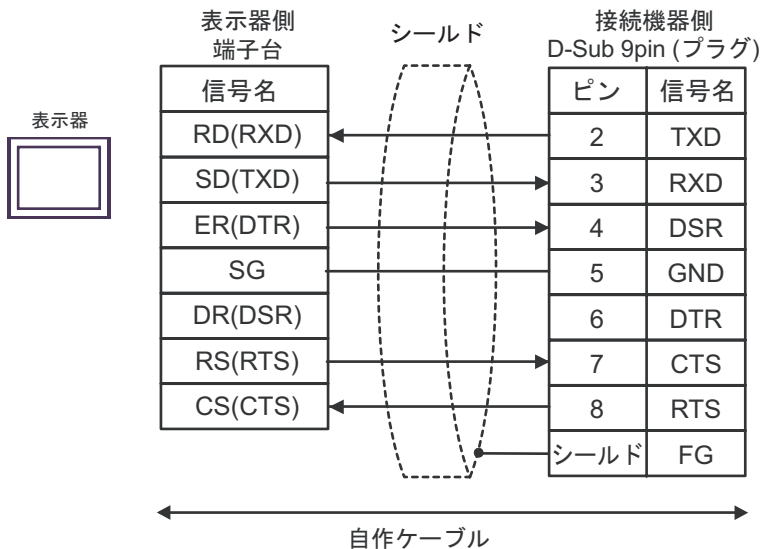 表示器側
端子台
シールド
接続機器側
D-Sub 9pin (プラグ)
表示器
信号名
ピン 信号名
RD(RXD) 2 TXD
SD(TXD) 3 RXD
ER(DTR) 4 DSR
SG 5 GND
DR(DSR) 6 DTR
RS(RTS) 7 CTS
CS(CTS) 8 RTS
シールド FG
自作ケーブル